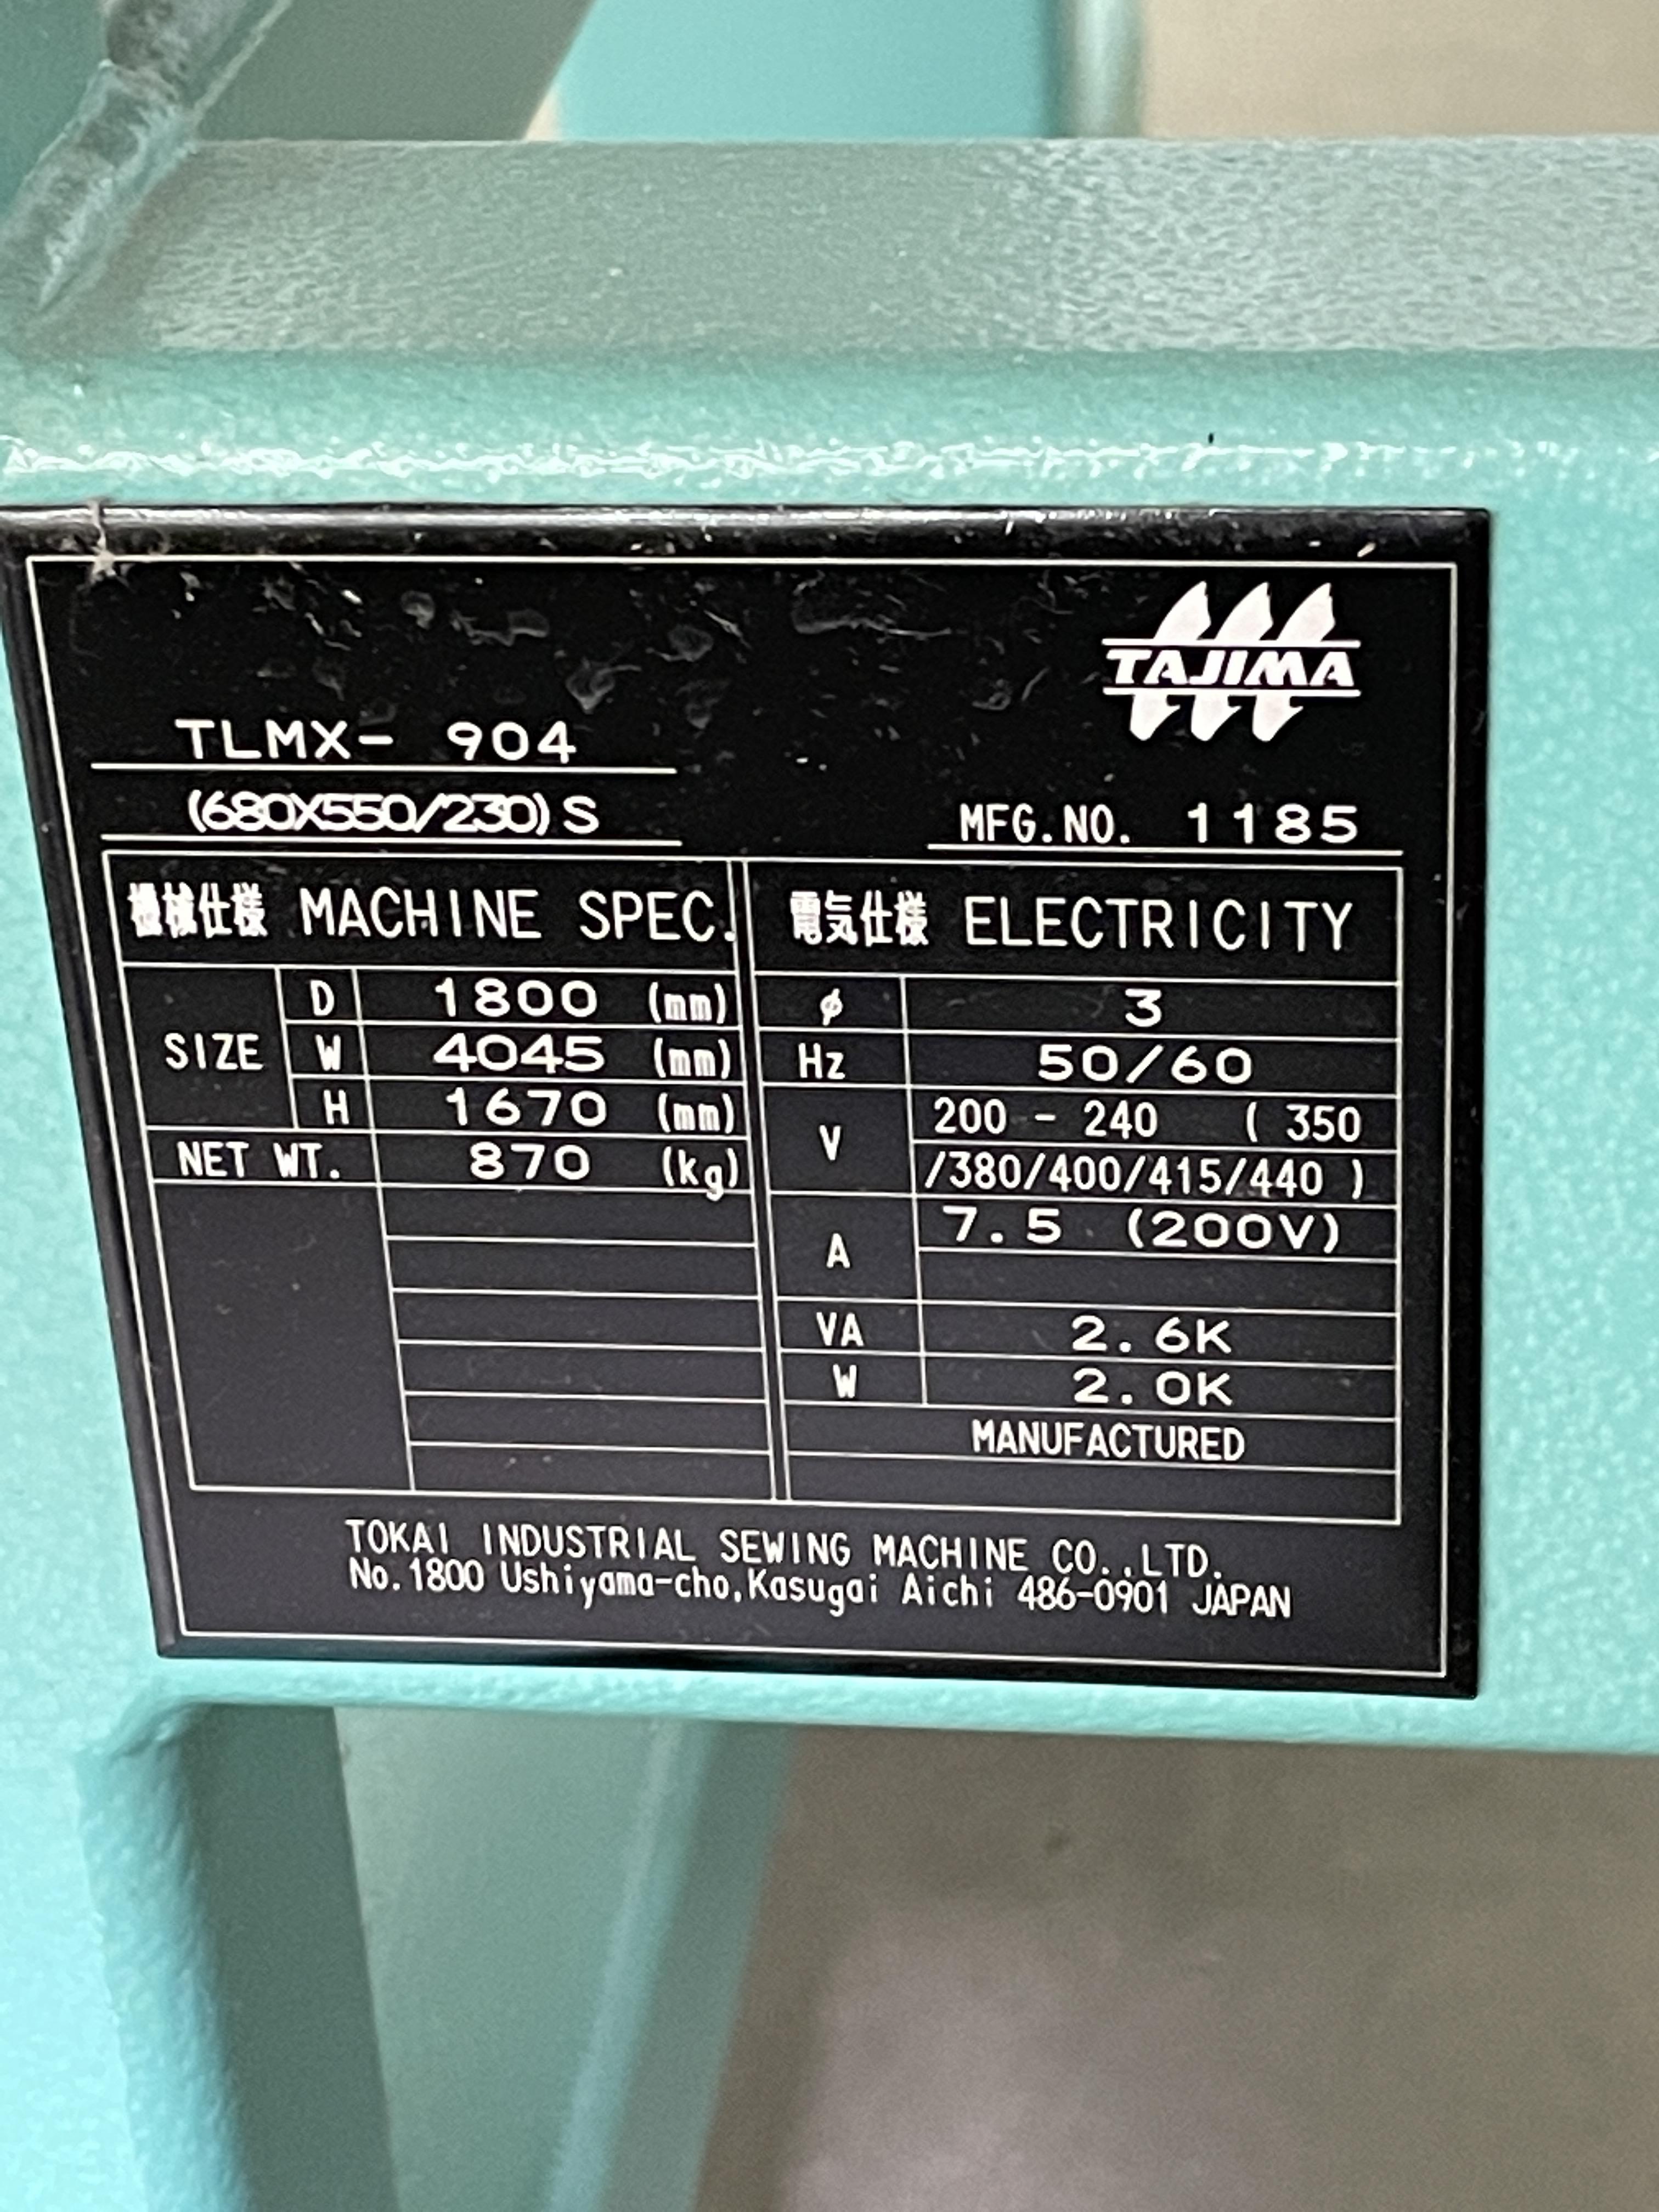 TAJIMA
TLMX- 904
(680X550/230) S
MFG.NO. 1185
機械仕様 MACHINE SPEC.
SIZE
D 1800 (mm)
W 4045 (mm)
H 1670 (mm)
NET WT. 870 (kg)
電気仕様 ELECTRICITY
φ 3
Hz 50/60
V 200 - 240 ( 350
/380/400/415/440 )
A 7.5 (200V)
VA 2.6K
W 2.0K
MANUFACTURED
TOKAI INDUSTRIAL SEWING MACHINE CO.,LTD.
No.1800 Ushiyama-cho,Kasugai Aichi 486-0901 JAPAN